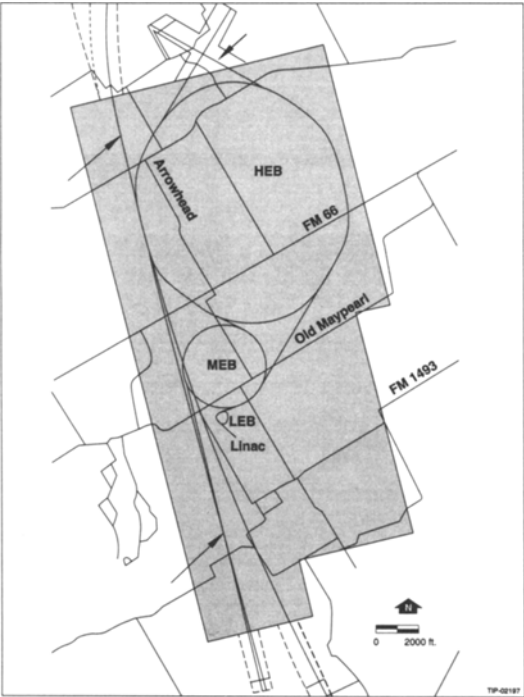 HEB
Arrowhead
FM 66
Old Maypearl
MEB
FM 1493
LEB
Linac
N
0 2000 ft.
TIP-02197